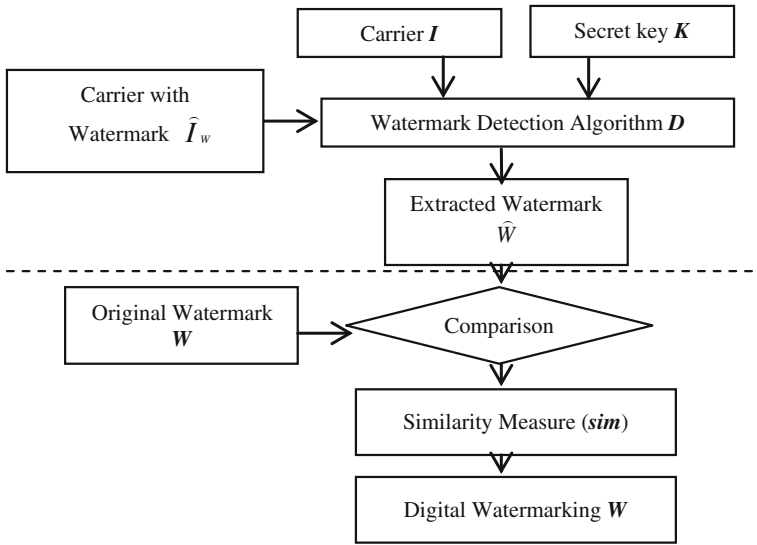 Carrier I
Secret key K
Carrier with
Watermark Î w
Watermark Detection Algorithm D
Extracted Watermark
Ŵ
Original Watermark
W
Comparison
Similarity Measure (sim)
Digital Watermarking W